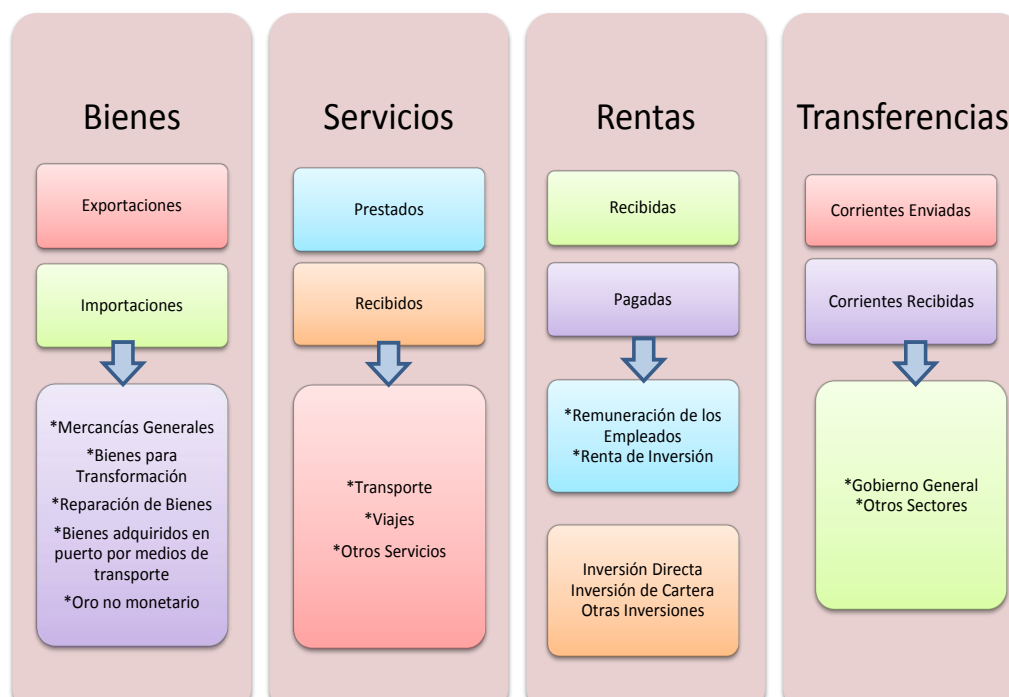 Bienes
Exportaciones
Importaciones
*Mercancías Generales
*Bienes para
Transformación
*Reparación de Bienes
*Bienes adquiridos en
puerto por medios de
transporte
*Oro no monetario
Servicios
Prestados
Recibidos
*Transporte
*Viajes
*Otros Servicios
Rentas
Recibidas
Pagadas
*Remuneración de los
Empleados
*Renta de Inversión
Inversión Directa
Inversión de Cartera
Otras Inversiones
Transferencias
Corrientes Enviadas
Corrientes Recibidas
*Gobierno General
*Otros Sectores